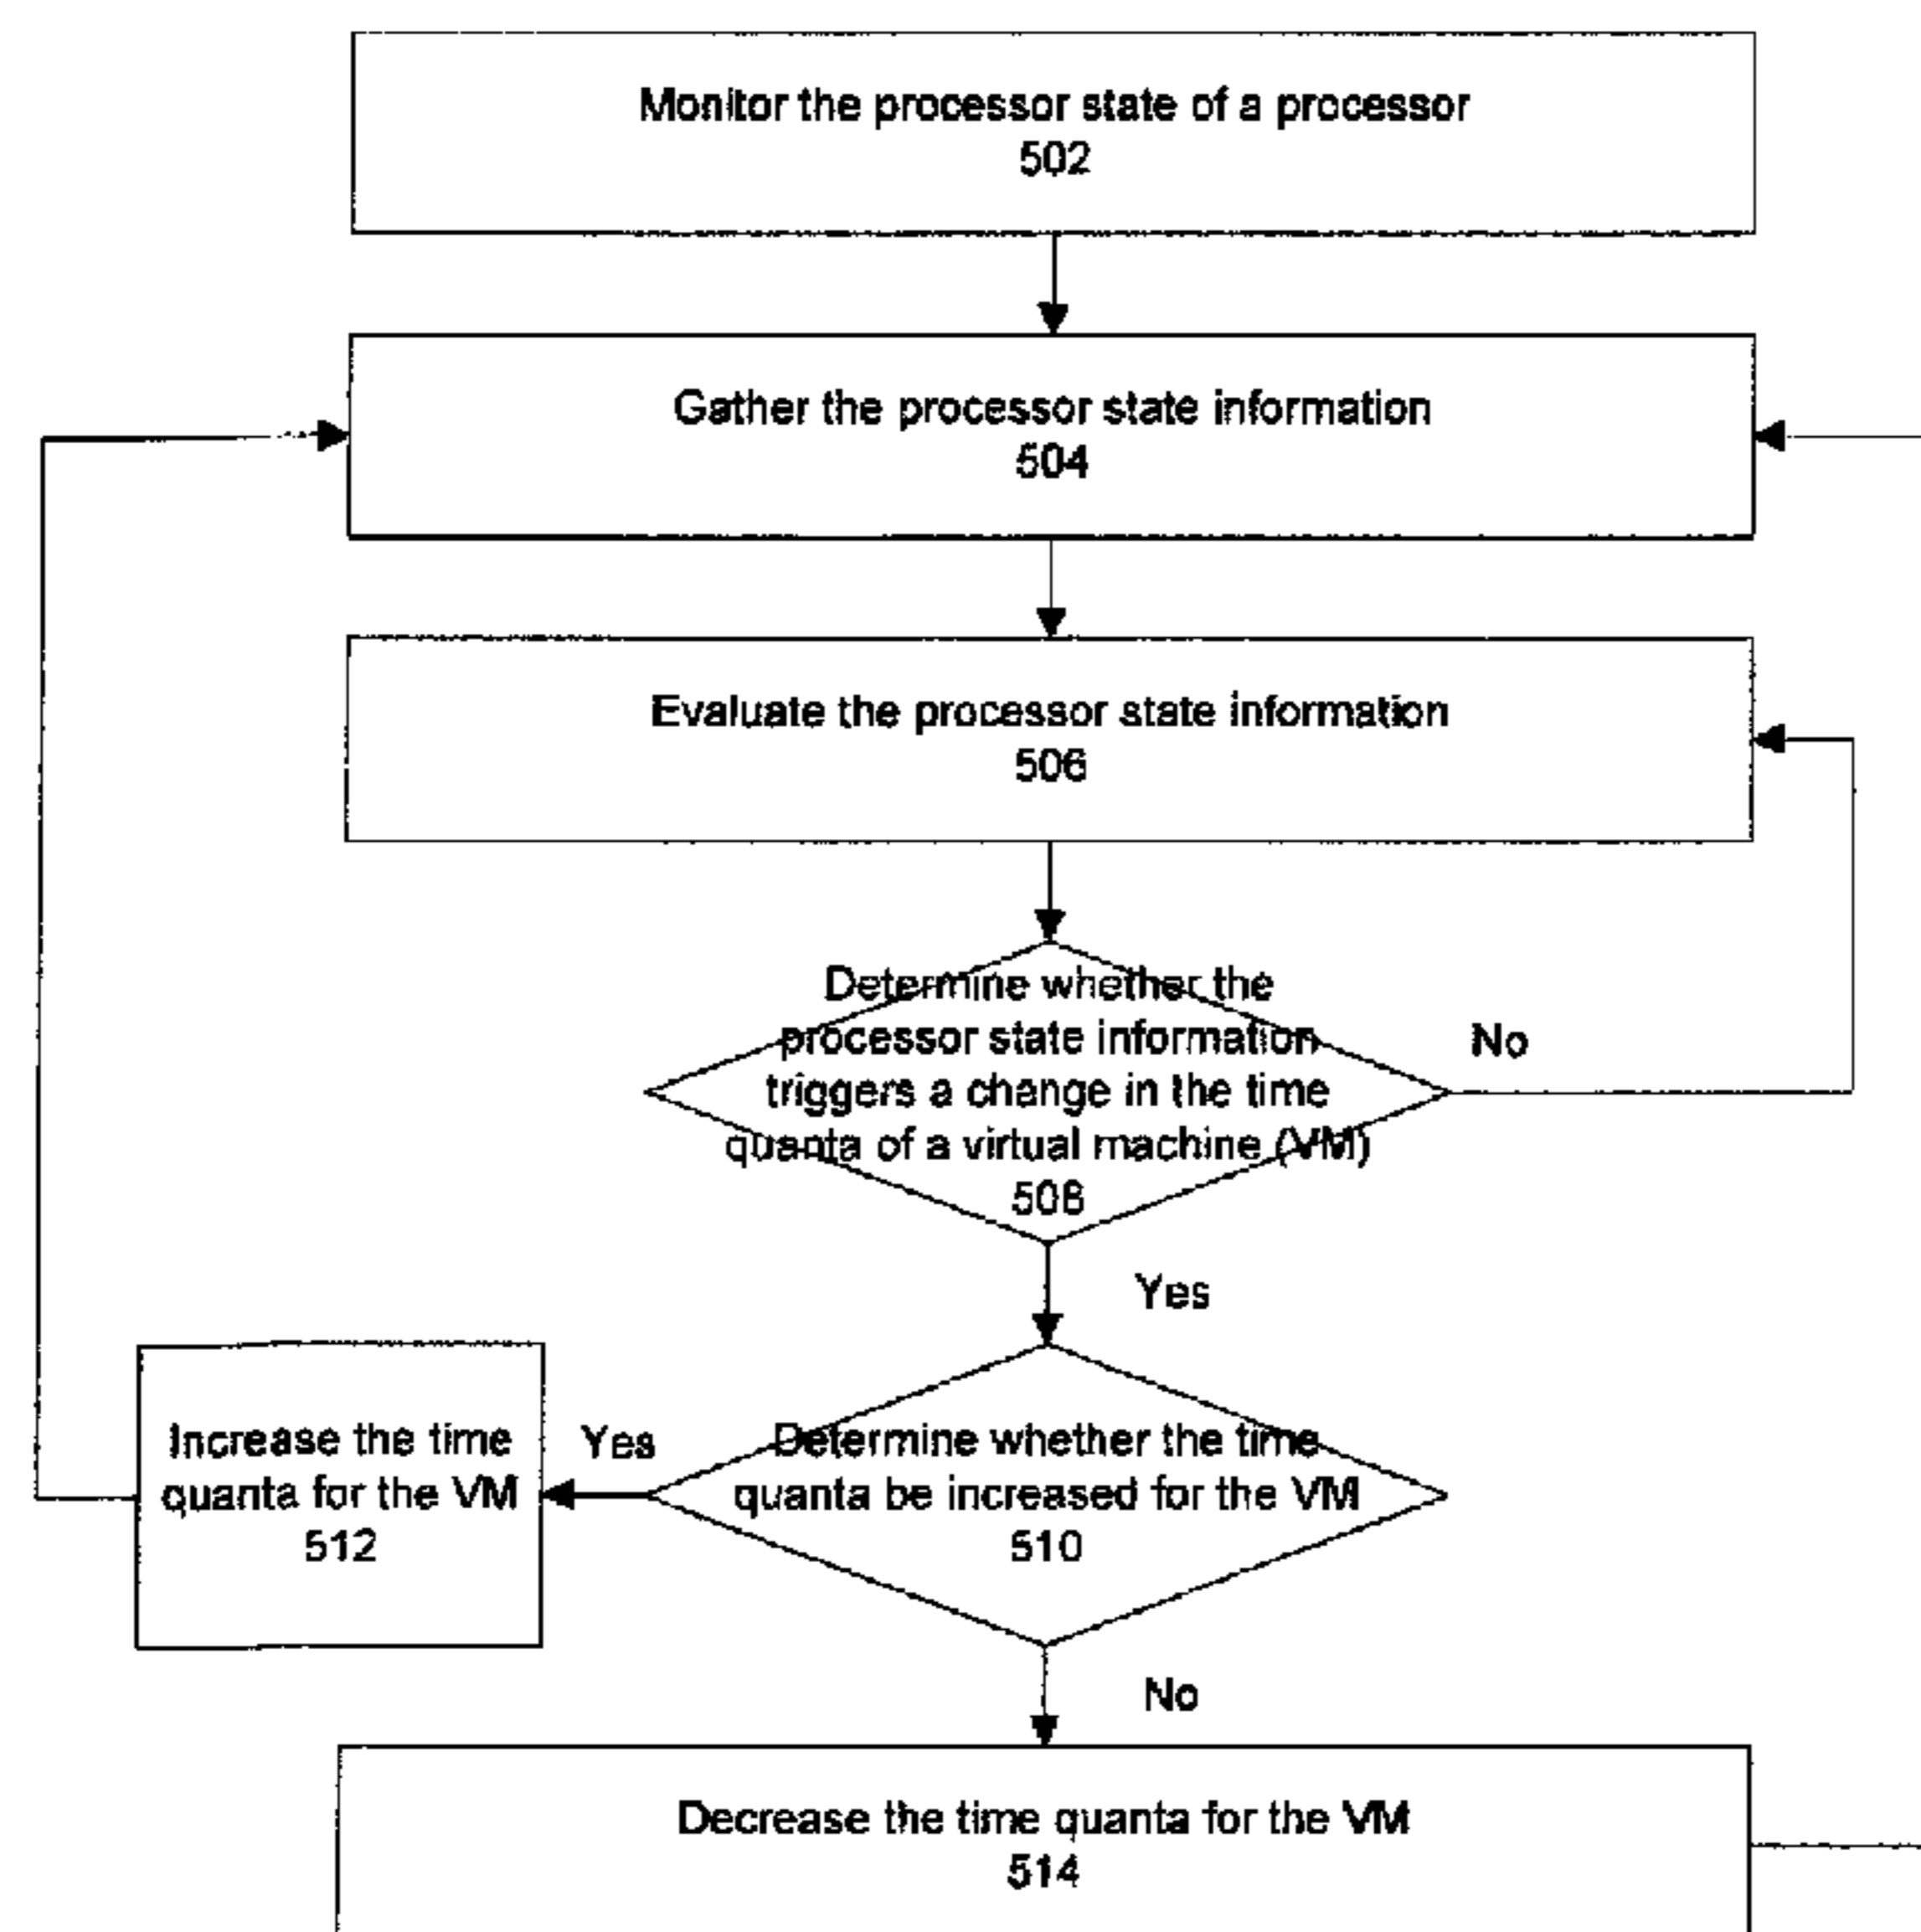 Monitor the processor state of a processor
502
Gather the processor state information
504
Evaluate the processor state information
506
Determine whether the
processor state information
triggers a change in the time
quanta of a virtual machine (VM)
508
No
Yes
Increase the time
quanta for the VM
512
Yes
Determine whether the time
quanta be increased for the VM
510
No
Decrease the time quanta for the VM
514